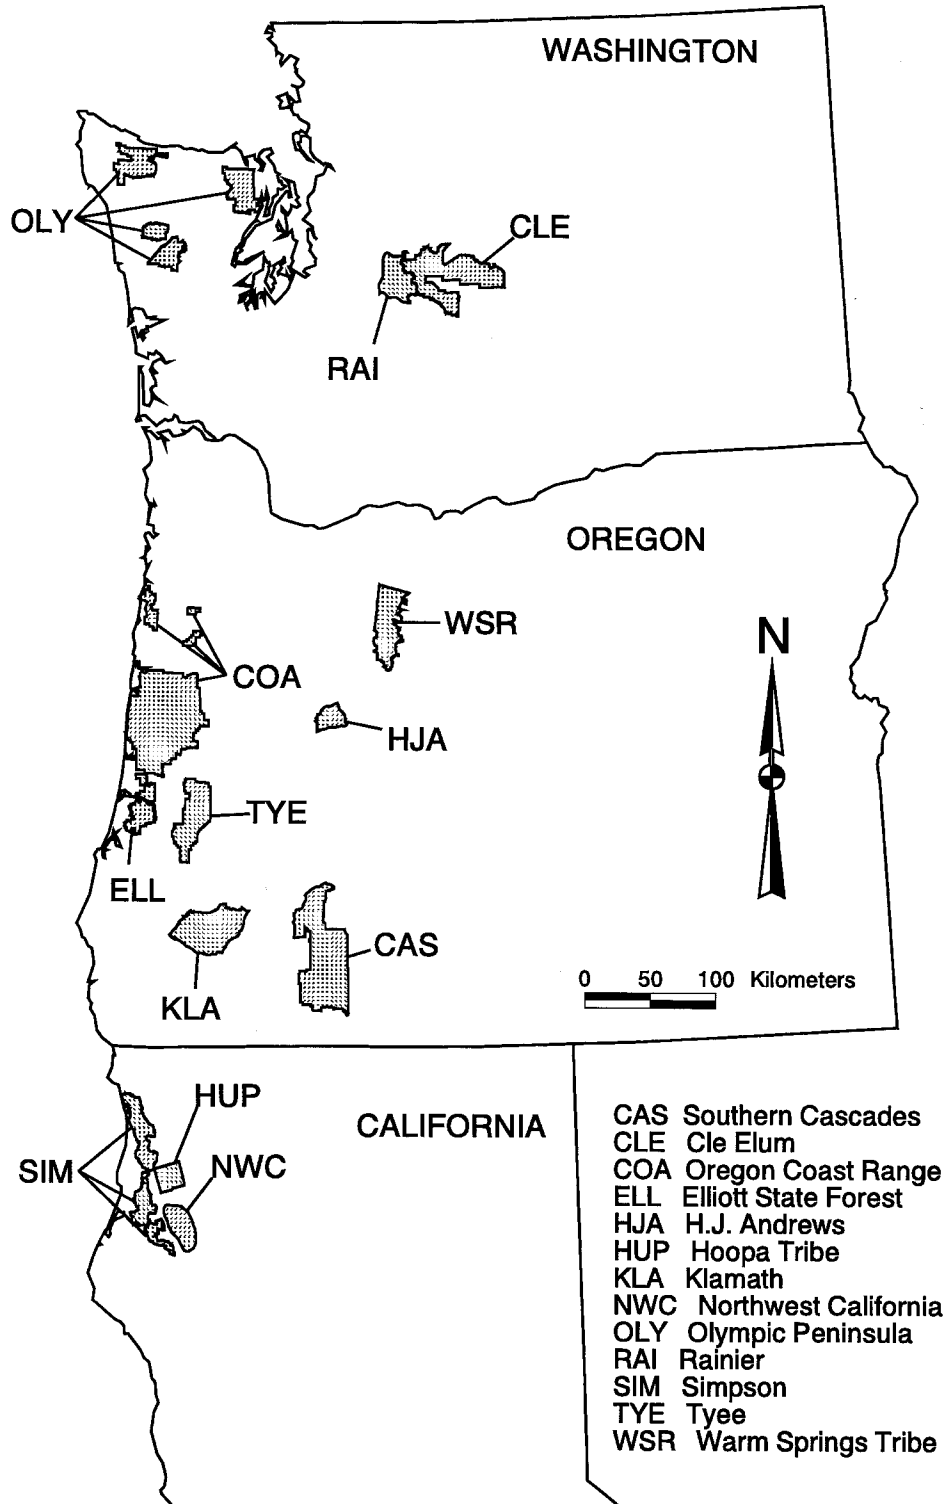 WASHINGTON
OLY
CLE
RAI
OREGON
WSR
N
COA
HJA
TYE
ELL
CAS
KLA
0 50 100 Kilometers
HUP
CALIFORNIA
SIM
NWC
CAS Southern Cascades
CLE Cle Elum
COA Oregon Coast Range
ELL Elliott State Forest
HJA H.J. Andrews
HUP Hoopa Tribe
KLA Klamath
NWC Northwest California
OLY Olympic Peninsula
RAI Rainier
SIM Simpson
TYE Tyee
WSR Warm Springs Tribe